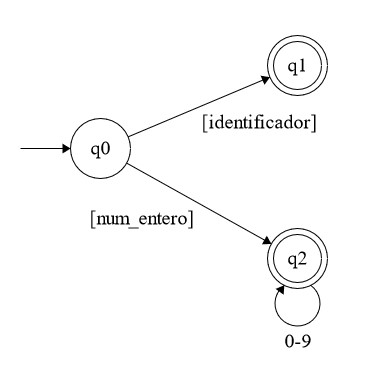 q1
[identificador]
q0
[num_entero]
q2
0-9